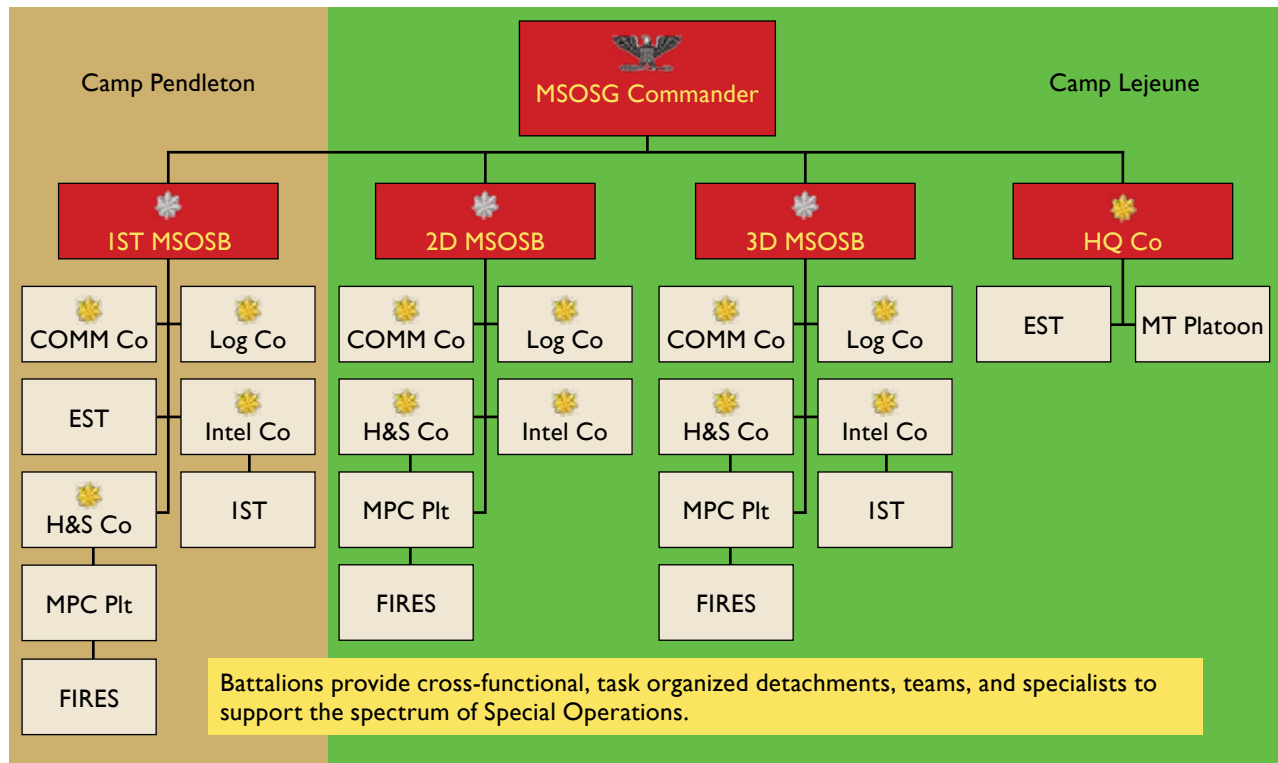 Camp Pendleton
MSOSG Commander
Camp Lejeune
1ST MSOSB
2D MSOSB
3D MSOSB
HQ Co
COMM Co
Log Co
EST
Intel Co
H&S Co
IST
MPC Plt
FIRES
COMM Co
Log Co
H&S Co
Intel Co
MPC Plt
FIRES
COMM Co
Log Co
H&S Co
Intel Co
MPC Plt
IST
FIRES
EST
MT Platoon
Battalions provide cross-functional, task organized detachments, teams, and specialists to
support the spectrum of Special Operations.